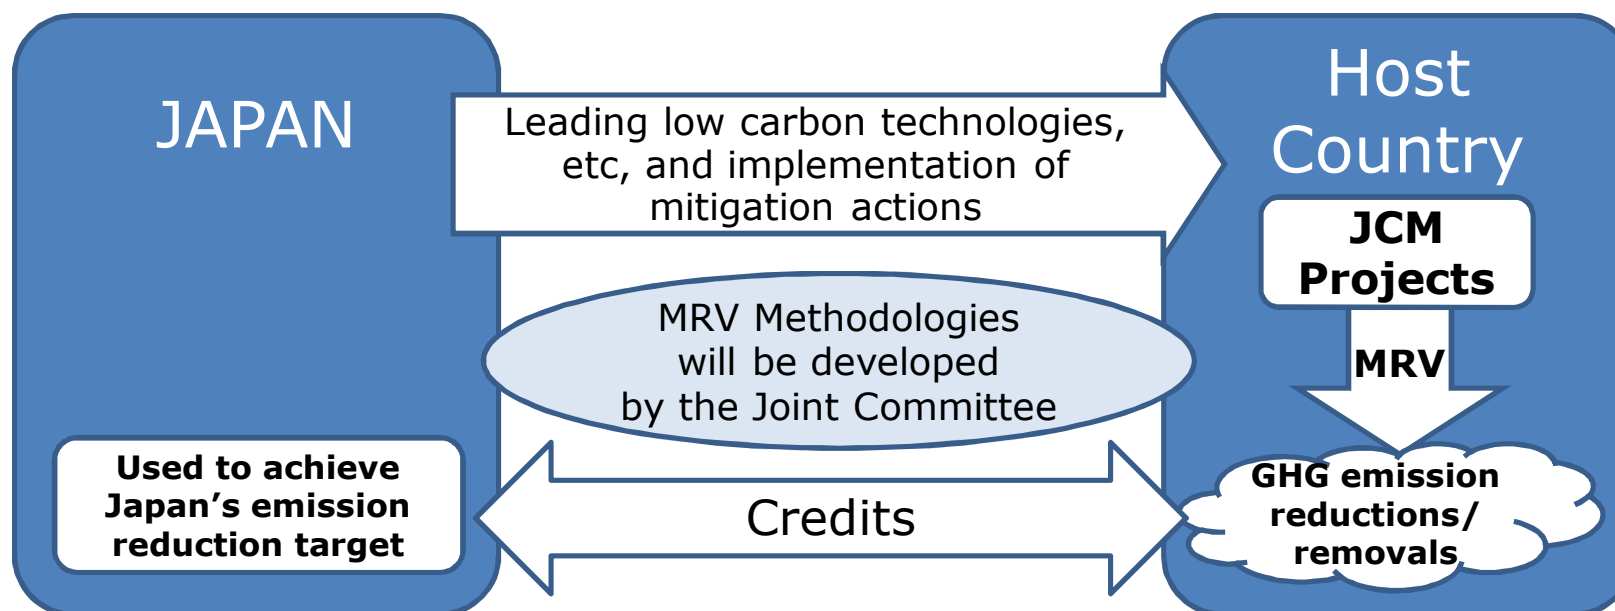 JAPAN
Leading low carbon technologies,
etc, and implementation of
mitigation actions
Host
Country
JCM
Projects
MRV Methodologies
will be developed
by the Joint Committee
MRV
Used to achieve
Japan’s emission
reduction target
Credits
GHG emission
reductions/
removals